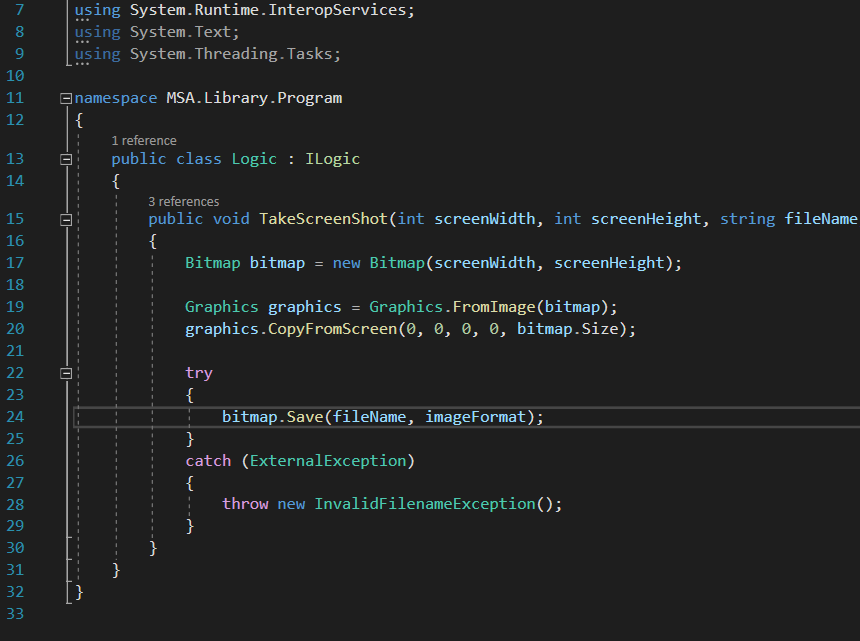 7 using System.Runtime.InteropServices;
8 using System.Text;
9 using System.Threading.Tasks;
10
11 namespace MSA.Library.Program
12 {
1 reference
13 public class Logic : ILogic
14 {
3 references
15 public void TakeScreenShot(int screenWidth, int screenHeight, string fileName
16 {
17 Bitmap bitmap = new Bitmap(screenWidth, screenHeight);
18
19 Graphics graphics = Graphics.FromImage(bitmap);
20 graphics.CopyFromScreen(0, 0, 0, 0, bitmap.Size);
21
22 try
23 {
24 bitmap.Save(fileName, imageFormat);
25 }
26 catch (ExternalException)
27 {
28 throw new InvalidFilenameException();
29 }
30 }
31 }
32 }
33